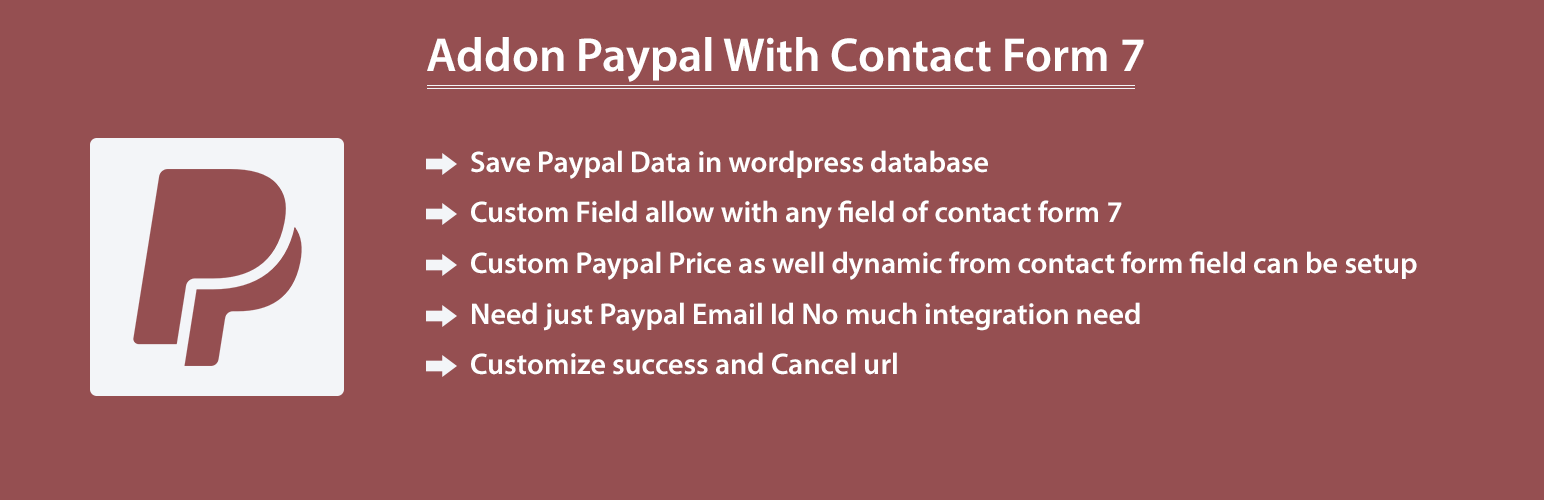 Addon Paypal With Contact Form 7
Save Paypal Data in wordpress database
Custom Field allow with any field of contact form 7
Custom Paypal Price as well dynamic from contact form field can be setup
Need just Paypal Email Id No much integration need
Customize success and Cancel url